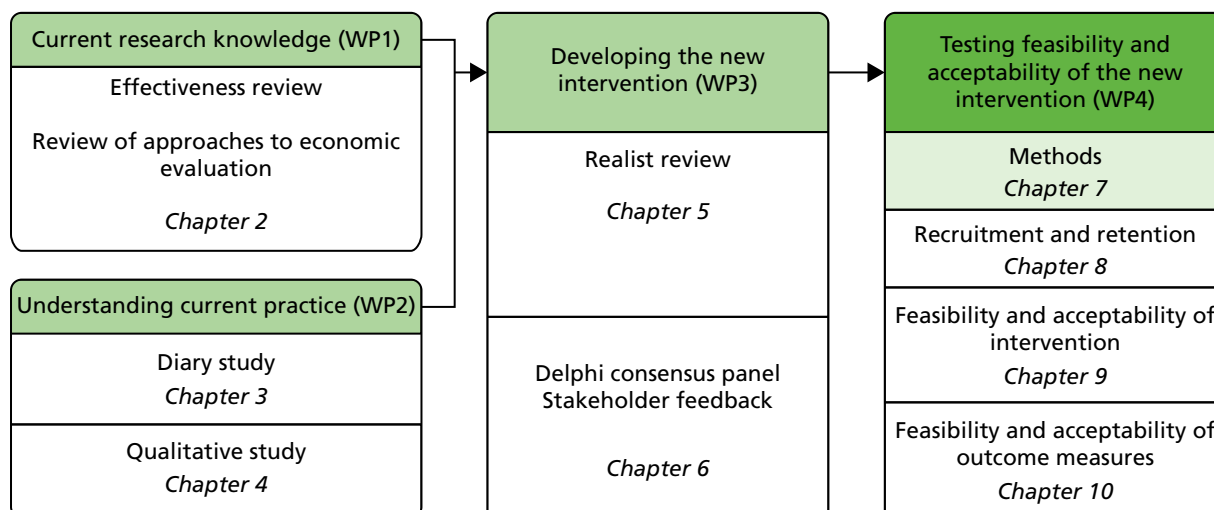 Current research knowledge (WP1)
Effectiveness review
Review of approaches to economic
evaluation
Chapter 2
Understanding current practice (WP2)
Diary study
Chapter 3
Qualitative study
Chapter 4
Developing the new
intervention (WP3)
Realist review
Chapter 5
Delphi consensus panel
Stakeholder feedback
Chapter 6
Testing feasibility and
acceptability of the new
intervention (WP4)
Methods
Chapter 7
Recruitment and retention
Chapter 8
Feasibility and acceptability of
intervention
Chapter 9
Feasibility and acceptability of
outcome measures
Chapter 10